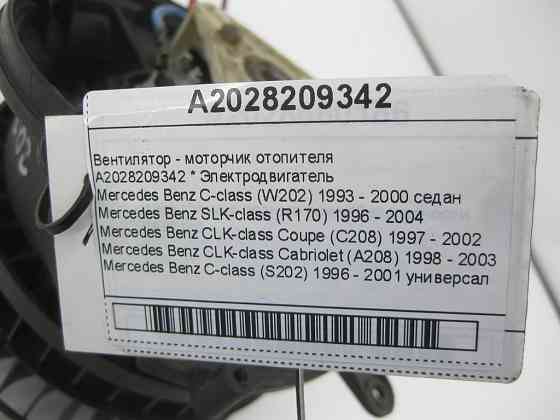 A2028209342
Вентилятор - моторчик отопителя
A2028209342 * Электродвигатель
Mercedes Benz C-class (W202) 1993 - 2000 седан
Mercedes Benz SLK-class (R170) 1996 - 2004
Mercedes Benz CLK-class Coupe (C208) 1997 - 2002
Mercedes Benz CLK-class Cabriolet (A208) 1998 - 2003
Mercedes Benz C-class (S202) 1996 - 2001 универсал